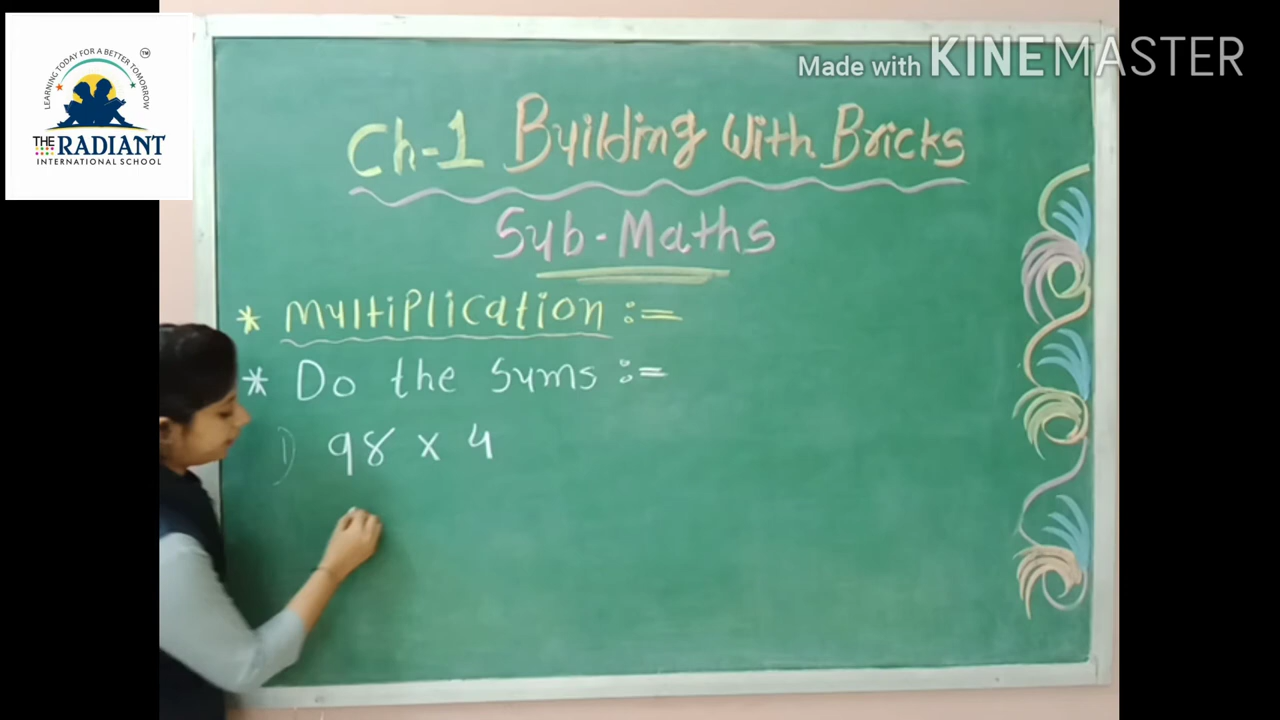 LEARNING TODAY FOR A BETTER TOMORROW
TM
THE RADIANT
INTERNATIONAL SCHOOL
Made with KINEMASTER
Ch-1 Building With Bricks
Sub-Maths
* Multiplication :=
* Do the Sums :=
1) 98 x 4